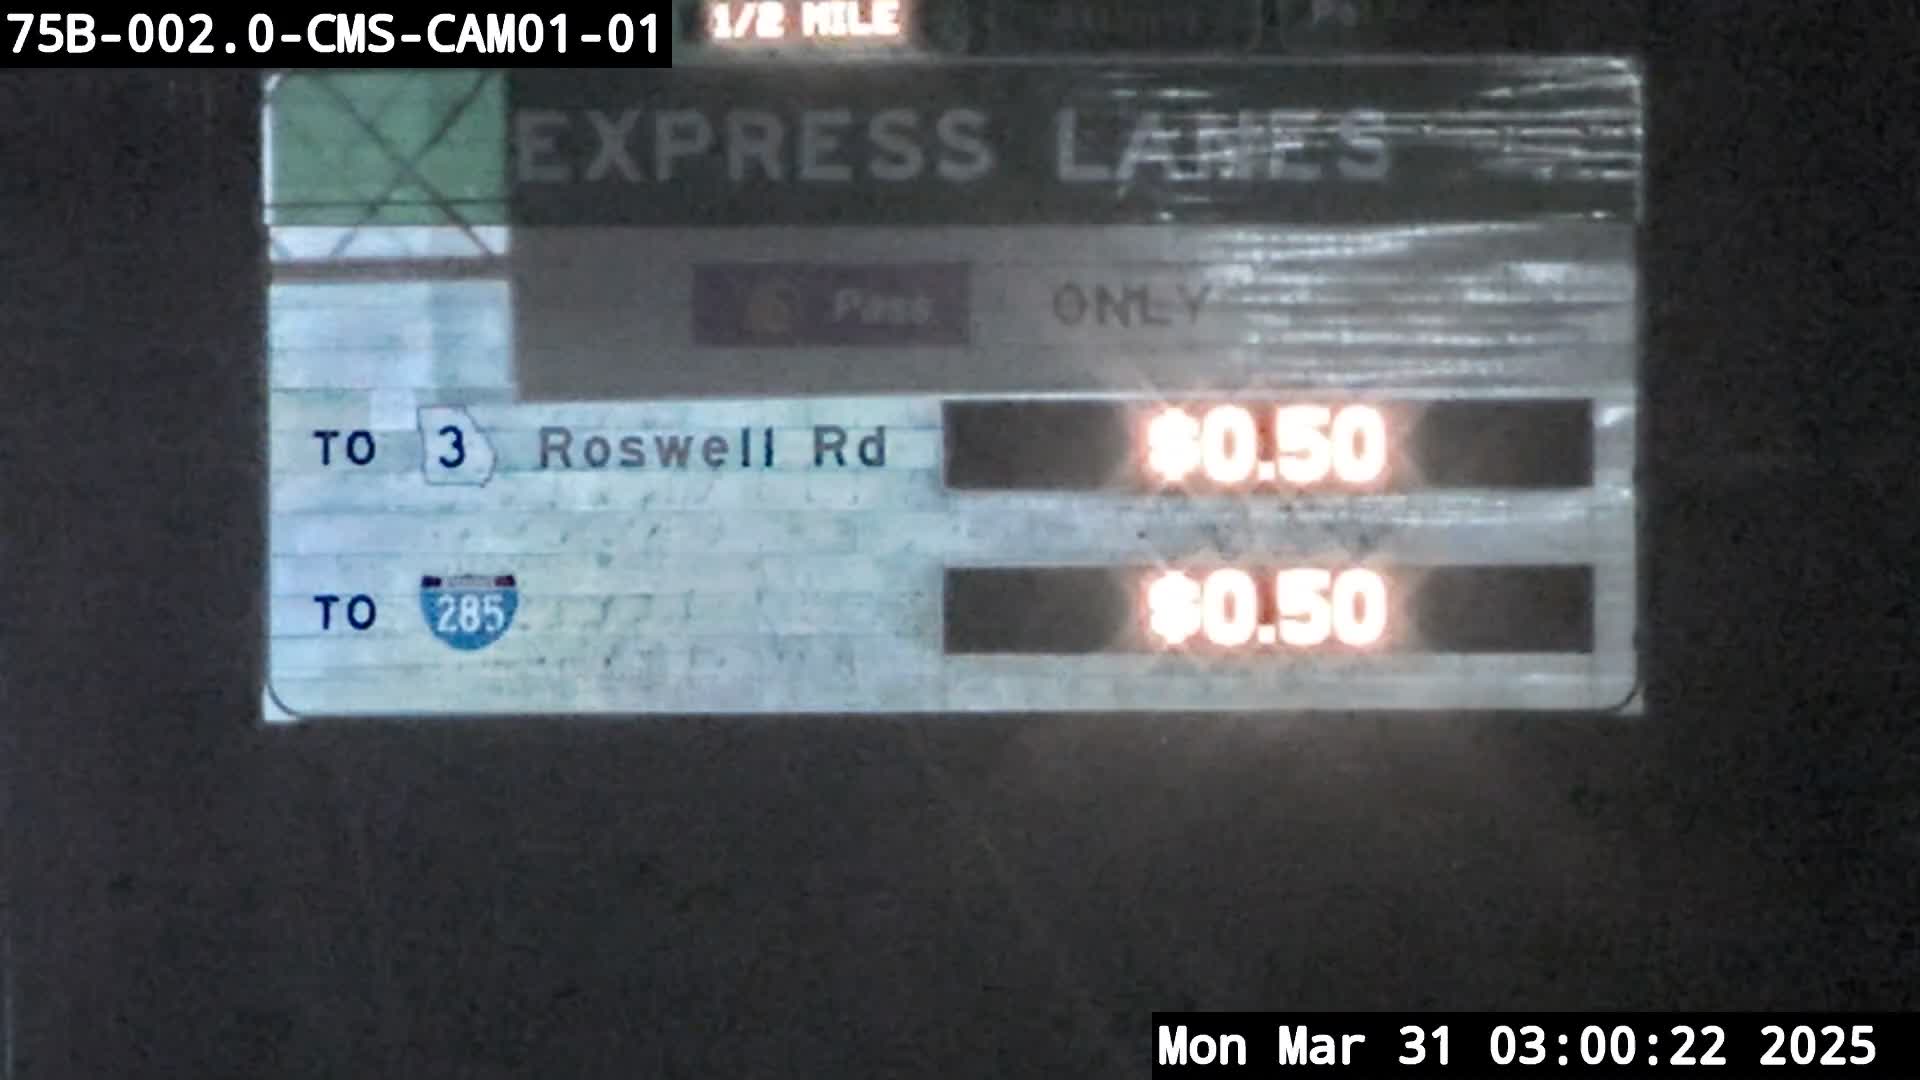 75B-002.0-CMS-CAM01-01
1/2 MILE
EXPRESS LANES
Pass ONLY
TO 3 Roswell Rd $0.50
TO 285 $0.50
Mon Mar 31 03:00:22 2025